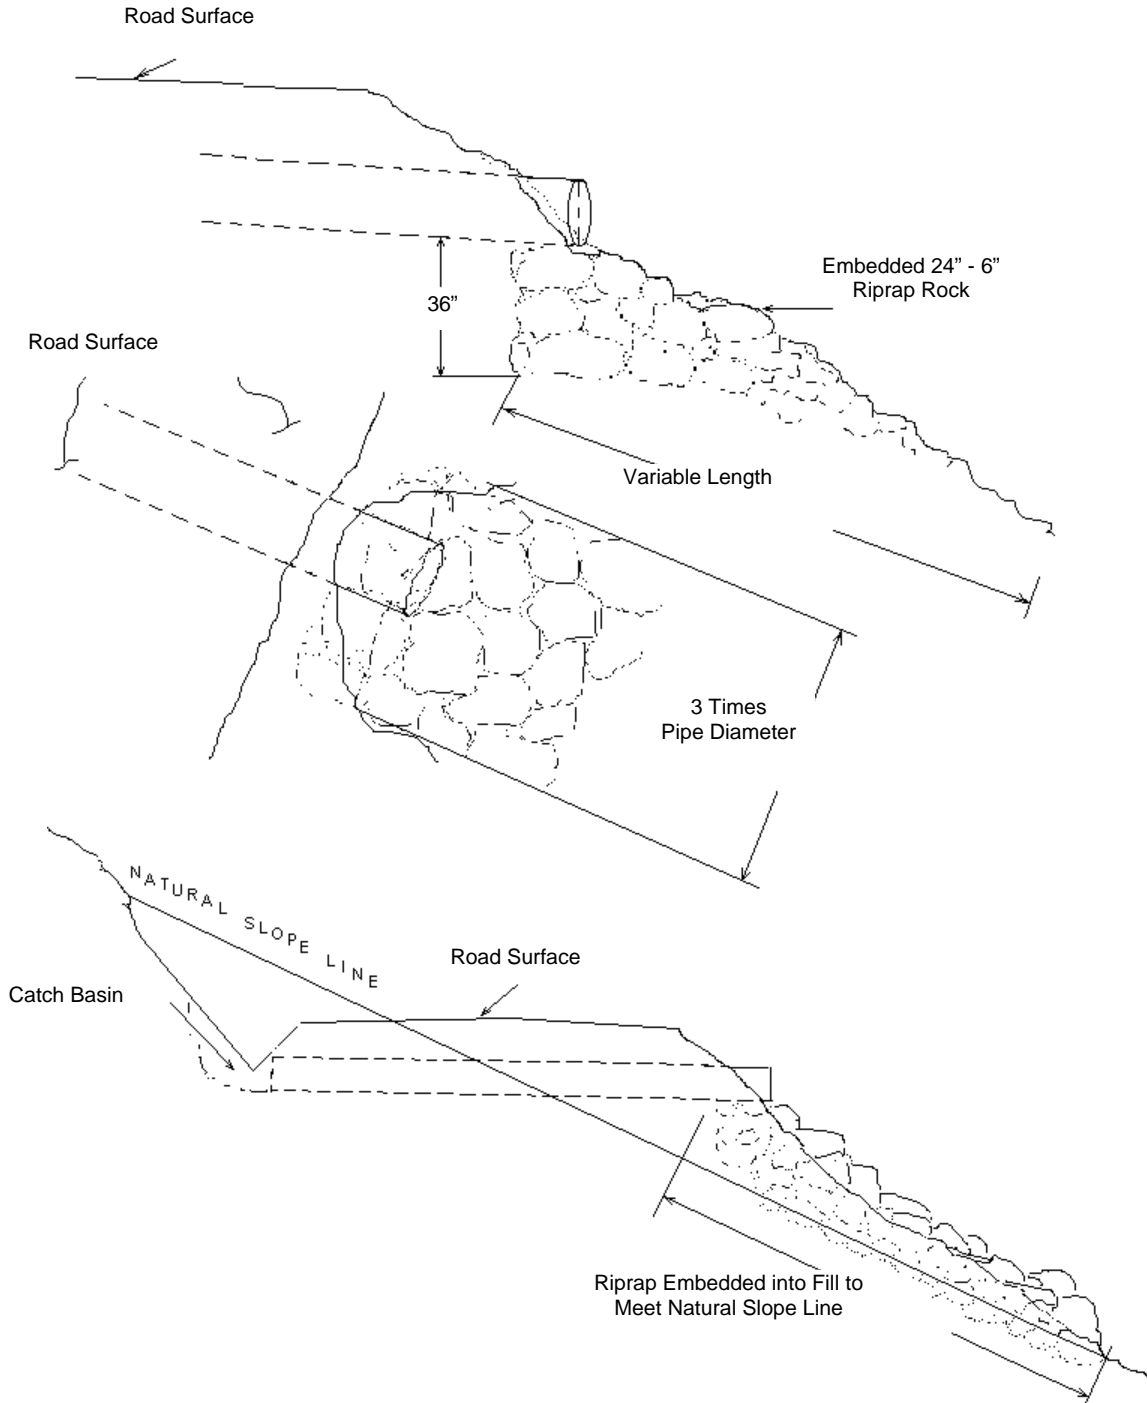 Road Surface
Embedded 24” - 6”
Riprap Rock
36”
Road Surface
Variable Length
3 Times
Pipe Diameter
NATURAL SLOPE LINE
Road Surface
Catch Basin
Riprap Embedded into Fill to
Meet Natural Slope Line